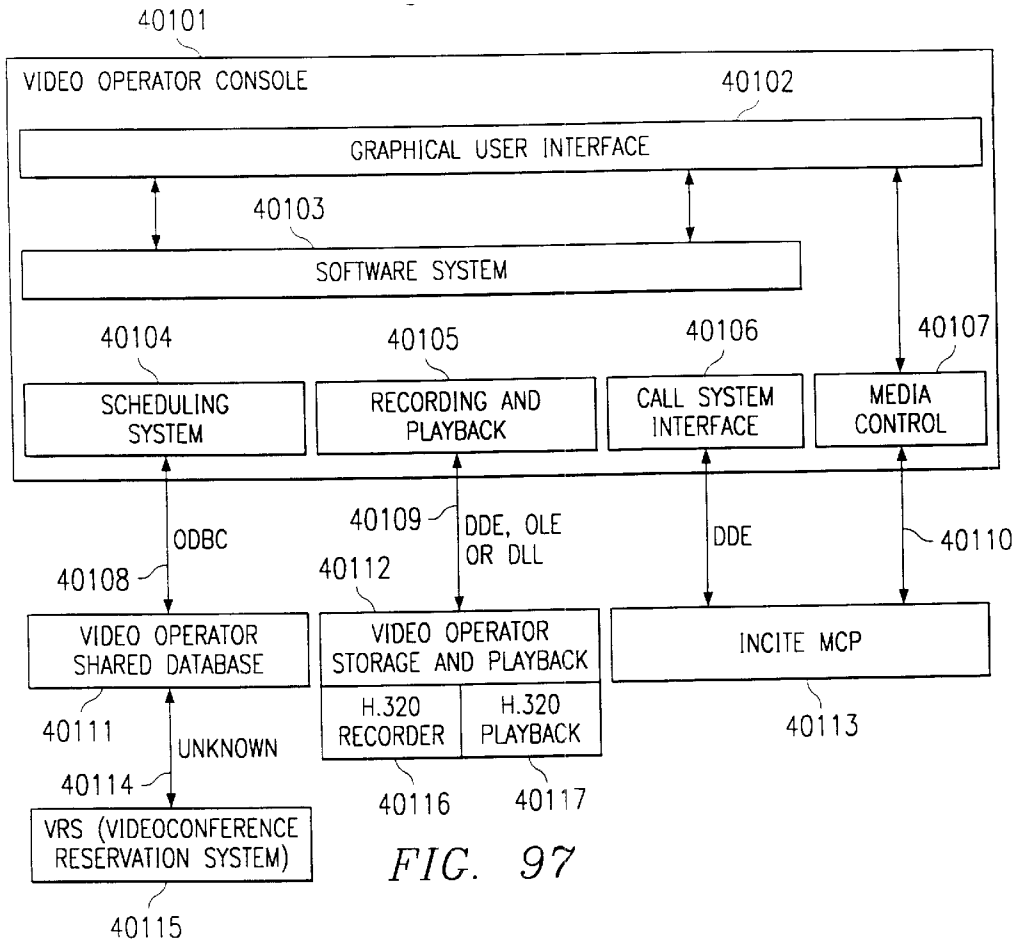 40101
VIDEO OPERATOR CONSOLE
40102
GRAPHICAL USER INTERFACE
40103
SOFTWARE SYSTEM
40104
40105
40106
40107
SCHEDULING
SYSTEM
RECORDING AND
PLAYBACK
CALL SYSTEM
INTERFACE
MEDIA
CONTROL
ODBC
40108
40109
DDE, OLE
OR DLL
DDE
40110
40112
VIDEO OPERATOR
SHARED DATABASE
VIDEO OPERATOR
STORAGE AND PLAYBACK
INCITE MCP
H.320
RECORDER
H.320
PLAYBACK
40111
40113
UNKNOWN
40114
40116
40117
VRS (VIDEOCONFERENCE
RESERVATION SYSTEM)
40115
FIG. 97